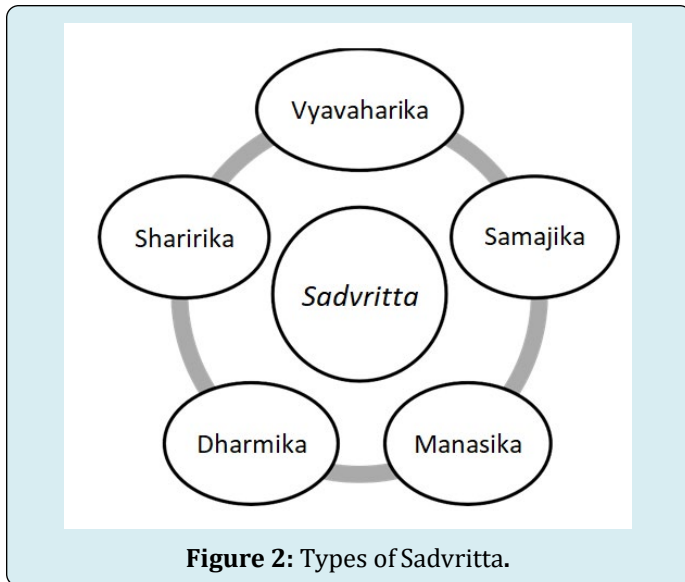 Vyavaharika
Sharirika
Samajika
Sadvritta
Dharmika
Manasika
Figure 2: Types of Sadvritta.